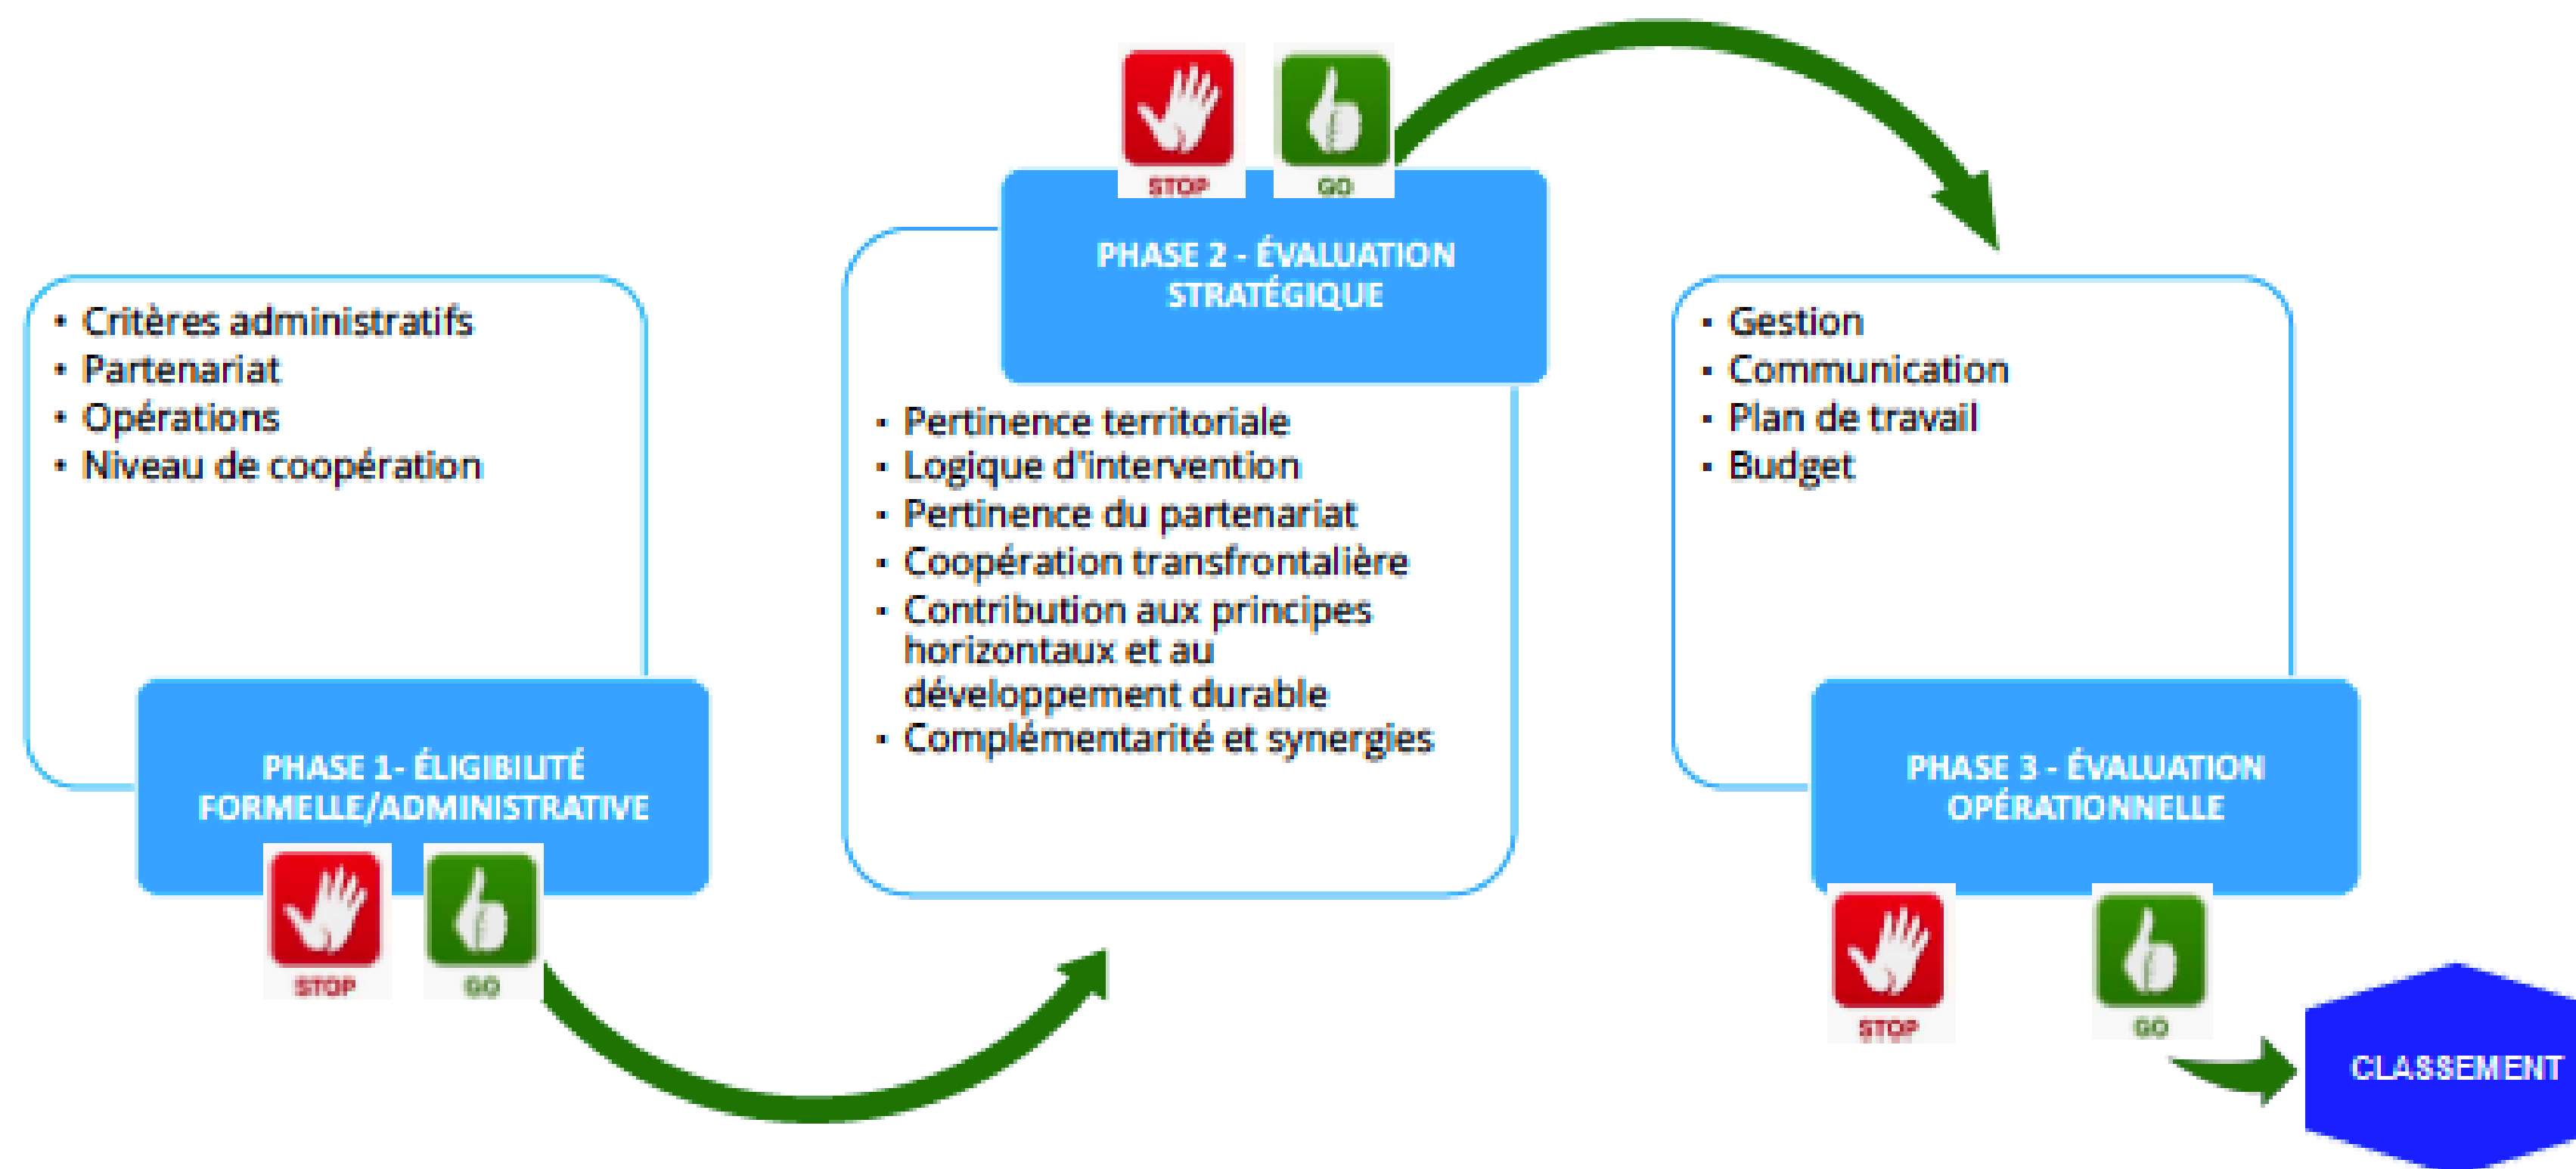 • Critères administratifs
• Partenariat
• Opérations
• Niveau de coopération
PHASE 1- ÉLIGIBILITÉ
FORMELLE/ADMINISTRATIVE
STOP
GO
STOP
GO
PHASE 2 - ÉVALUATION
STRATÉGIQUE
• Pertinence territoriale
• Logique d'intervention
• Pertinence du partenariat
• Coopération transfrontalière
• Contribution aux principes
horizontaux et au
développement durable
• Complémentarité et synergies
• Gestion
• Communication
• Plan de travail
• Budget
PHASE 3 - ÉVALUATION
OPÉRATIONNELLE
STOP
GO
CLASSEMENT